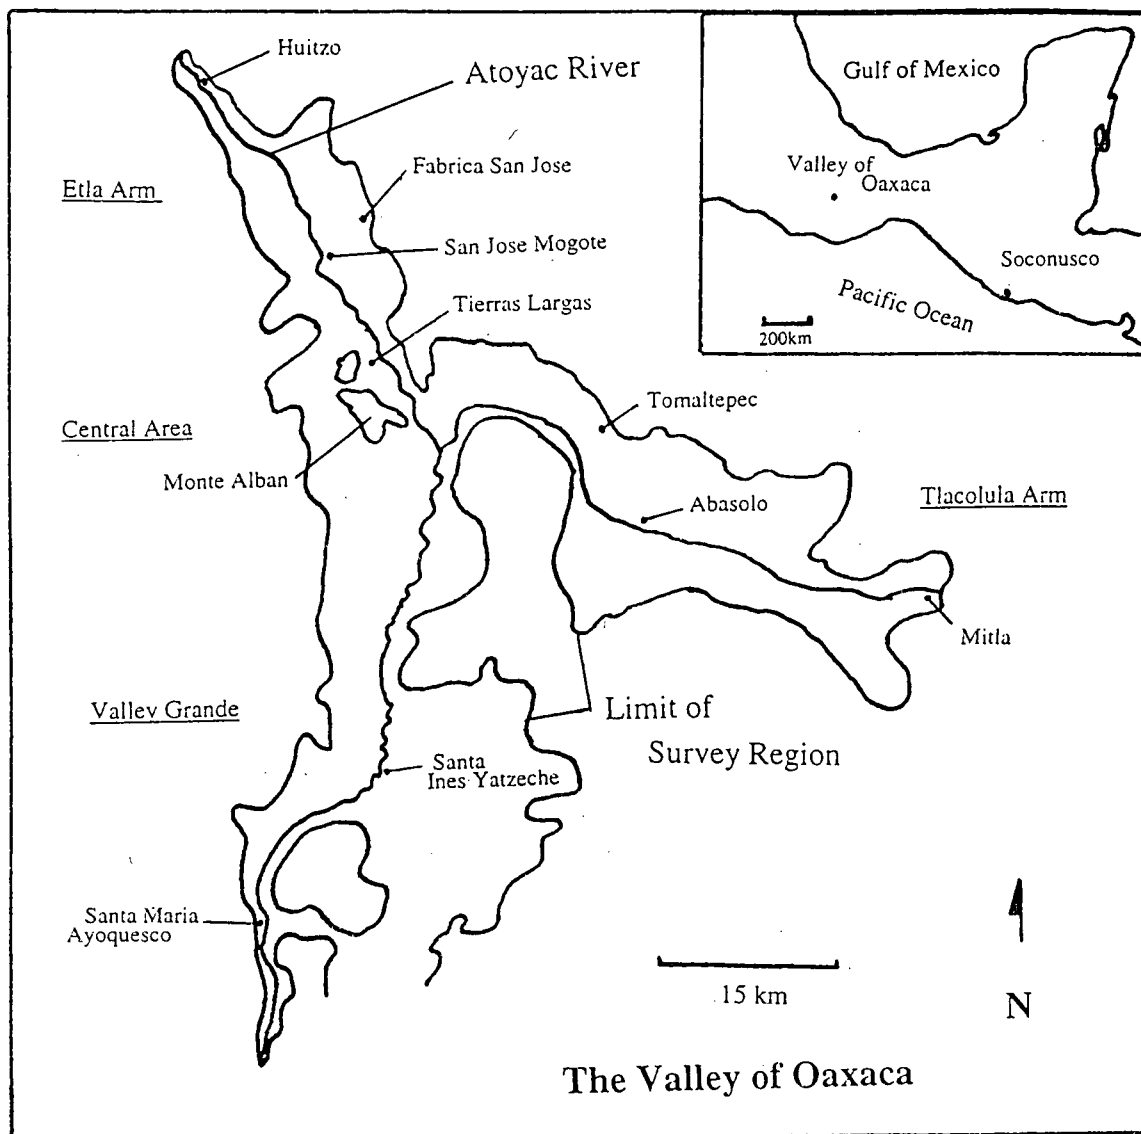 Huitzo
Atoyac River
Gulf of Mexico
Valley of
Oaxaca
Fabrica San Jose
Etla Arm
San Jose Mogote
Soconusco
Pacific Ocean
200km
Tierras Largas
Tomaltepec
Central Area
Monte Alban
Abasolo
Tlacolula Arm
Mitla
Valley Grande
Limit of
Survey Region
Santa
Ines Yatzeche
Santa Maria
Ayoquesco
15 km
N
The Valley of Oaxaca